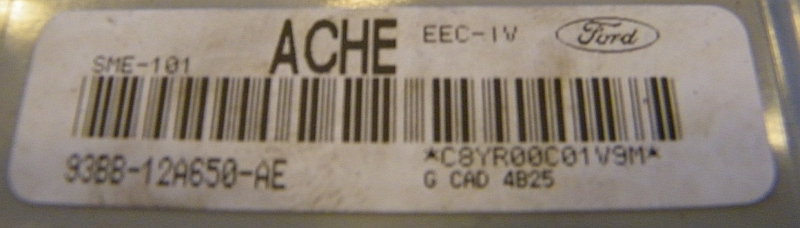 ACHE EEC-IV Ford
SME-101
93BB-12A650-AE *C8YR00C01V9M*
G CAD 4B25